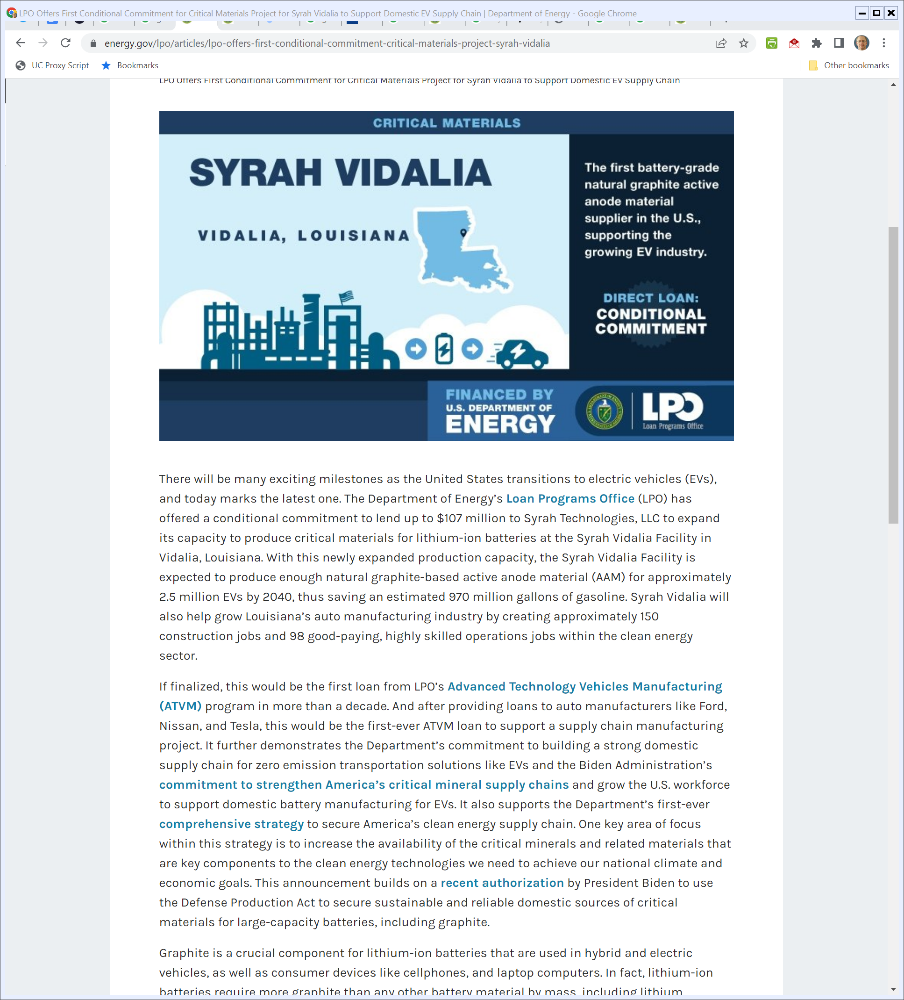 LPO Offers First Conditional Commitment for Critical Materials Project for Syrah Vidalia to Support Domestic EV Supply Chain | Department of Energy - Google Chrome
energy.gov/lpo/articles/lpo-offers-first-conditional-commitment-critical-materials-project-syrah-vidalia
UC Proxy Script
Bookmarks
Other bookmarks
LPO Offers First Conditional Commitment for Critical Materials Project for Syrah Vidalia to Support Domestic EV Supply Chain
CRITICAL MATERIALS
SYRAH VIDALIA
VIDALIA, LOUISIANA
The first battery-grade
natural graphite active
anode material
supplier in the U.S.,
supporting the
growing EV industry.
DIRECT LOAN:
CONDITIONAL
COMMITMENT
FINANCED BY
U.S. DEPARTMENT OF
ENERGY
LPO
Loan Programs Office
There will be many exciting milestones as the United States transitions to electric vehicles (EVs),
and today marks the latest one. The Department of Energy’s Loan Programs Office (LPO) has
offered a conditional commitment to lend up to $107 million to Syrah Technologies, LLC to expand
its capacity to produce critical materials for lithium-ion batteries at the Syrah Vidalia Facility in
Vidalia, Louisiana. With this newly expanded production capacity, the Syrah Vidalia Facility is
expected to produce enough natural graphite-based active anode material (AAM) for approximately
2.5 million EVs by 2040, thus saving an estimated 970 million gallons of gasoline. Syrah Vidalia will
also help grow Louisiana’s auto manufacturing industry by creating approximately 150
construction jobs and 98 good-paying, highly skilled operations jobs within the clean energy
sector.
If finalized, this would be the first loan from LPO’s Advanced Technology Vehicles Manufacturing
(ATVM) program in more than a decade. And after providing loans to auto manufacturers like Ford,
Nissan, and Tesla, this would be the first-ever ATVM loan to support a supply chain manufacturing
project. It further demonstrates the Department’s commitment to building a strong domestic
supply chain for zero emission transportation solutions like EVs and the Biden Administration’s
commitment to strengthen America’s critical mineral supply chains and grow the U.S. workforce
to support domestic battery manufacturing for EVs. It also supports the Department’s first-ever
comprehensive strategy to secure America’s clean energy supply chain. One key area of focus
within this strategy is to increase the availability of the critical minerals and related materials that
are key components to the clean energy technologies we need to achieve our national climate and
economic goals. This announcement builds on a recent authorization by President Biden to use
the Defense Production Act to secure sustainable and reliable domestic sources of critical
materials for large-capacity batteries, including graphite.
Graphite is a crucial component for lithium-ion batteries that are used in hybrid and electric
vehicles, as well as consumer devices like cellphones, and laptop computers. In fact, lithium-ion
batteries require more graphite than any other battery material by mass, including lithium